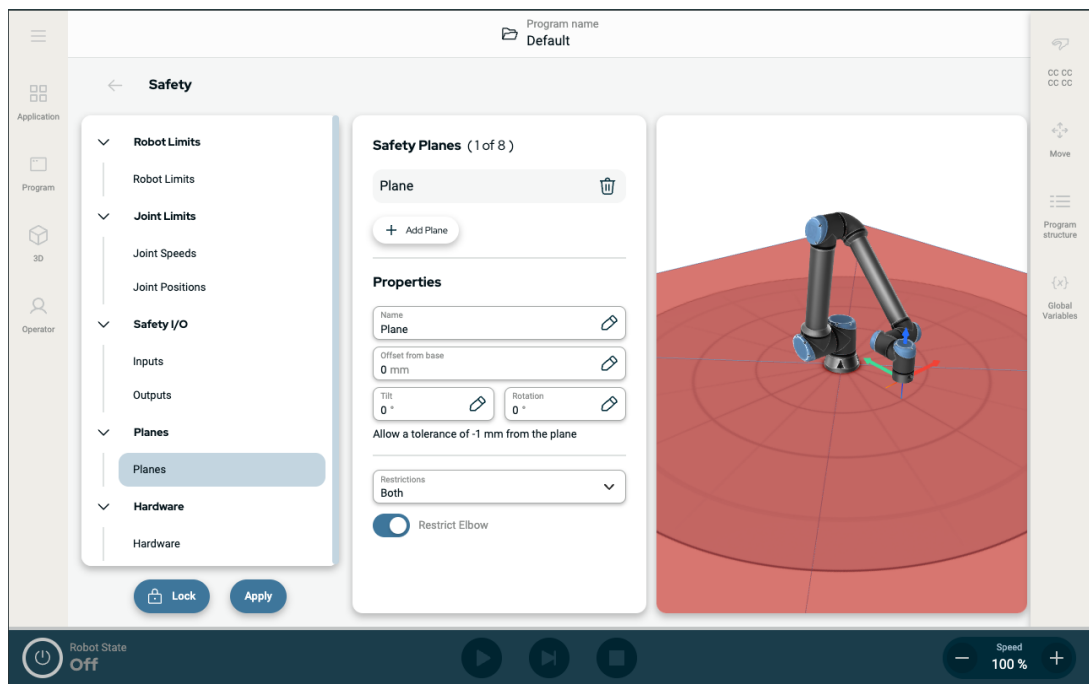 Program name
Default
Safety
Application
Program
3D
Operator
Robot Limits
Robot Limits
Joint Limits
Joint Speeds
Joint Positions
Safety I/O
Inputs
Outputs
Planes
Planes
Hardware
Hardware
Lock
Apply
Safety Planes (1 of 8)
Plane
+ Add Plane
Properties
Name
Plane
Offset from base
0 mm
Tilt
0 °
Rotation
0 °
Allow a tolerance of -1 mm from the plane
Restrictions
Both
Restrict Elbow
CC CC
CC CC
Move
Program
structure
{x}
Global
Variables
Robot State
Off
Speed
100 %